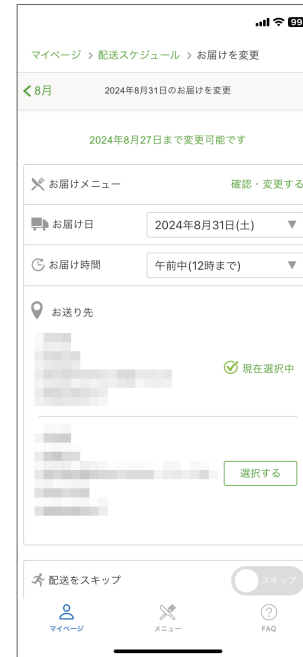 99
マイページ > 配送スケジュール > お届けを変更
8月
2024年8月31日のお届けを変更
2024年8月27日まで変更可能です
お届けメニュー
確認・変更する
お届け日
2024年8月31日(土) ▼
お届け時間
午前中(12時まで) ▼
お送り先
現在選択中
選択する
配送をスキップ
スキップ
マイページ
メニュー
FAQ